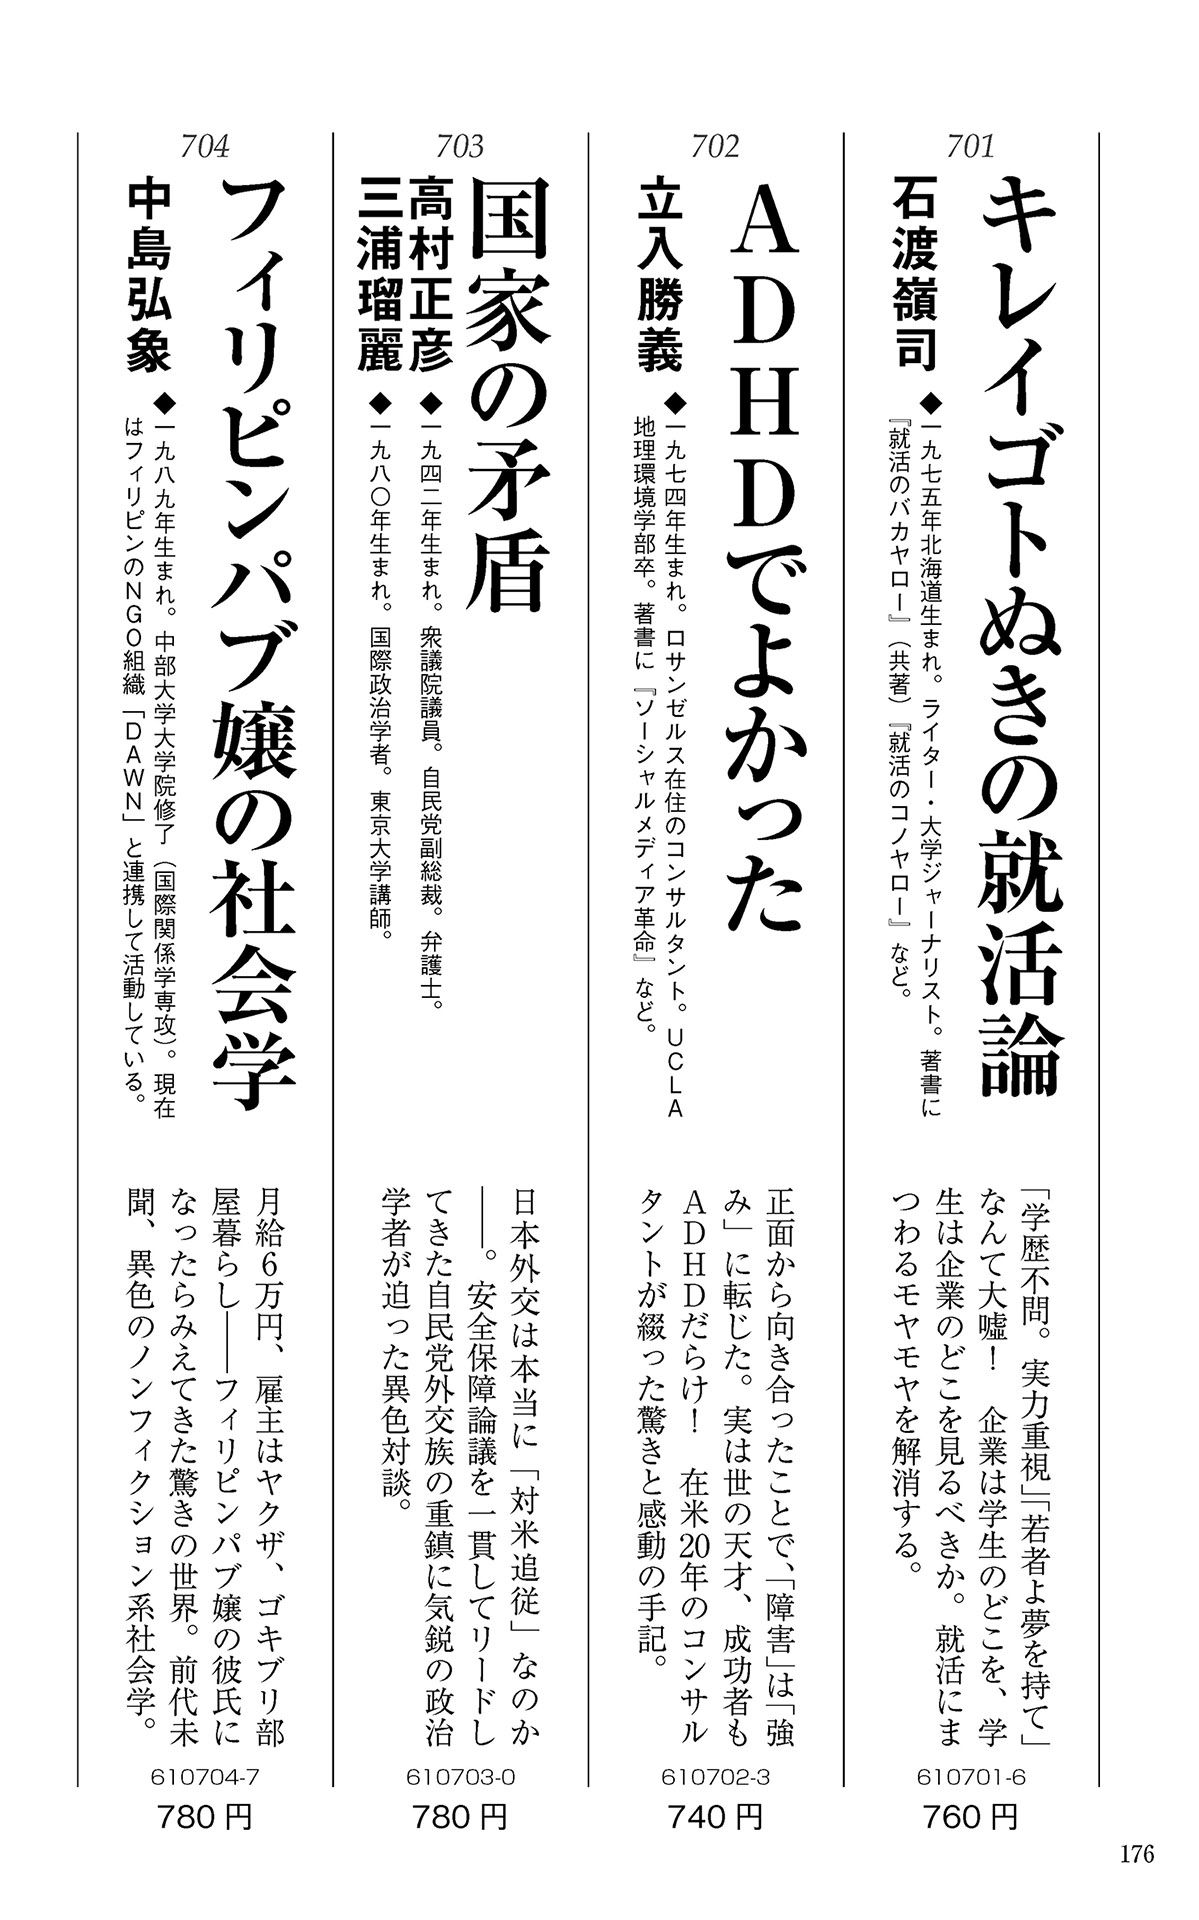 701
キレイゴトぬきの就活論
石渡嶺司
◆一九七五年北海道生まれ。ライター・大学ジャーナリスト。著書に
『就活のバカヤロー』（共著）『就活のコノヤロー』など。
「学歴不問。実力重視」「若者よ夢を持て」
なんて大嘘！　企業は学生のどこを、学
生は企業のどこを見るべきか。就活にま
つわるモヤモヤを解消する。
610701-6
760円
702
ＡＤＨＤでよかった
立入勝義
◆一九七四年生まれ。ロサンゼルス在住のコンサルタント。ＵＣＬＡ
地理環境学部卒。著書に『ソーシャルメディア革命』など。
正面から向き合ったことで、「障害」は「強
み」に転じた。実は世の天才、成功者も
ＡＤＨＤだらけ！　在米20年のコンサル
タントが綴った驚きと感動の手記。
610702-3
740円
703
国家の矛盾
高村正彦
◆一九四二年生まれ。衆議院議員。自民党副総裁。弁護士。
三浦瑠麗
◆一九八〇年生まれ。国際政治学者。東京大学講師。
日本外交は本当に「対米追従」なのか
――。安全保障論議を一貫してリードし
てきた自民党外交族の重鎮に気鋭の政治
学者が迫った異色対談。
610703-0
780円
704
フィリピンパブ嬢の社会学
中島弘象
◆一九八九年生まれ。中部大学大学院修了（国際関係学専攻）。現在
はフィリピンのＮＧＯ組織「ＤＡＷＮ」と連携して活動している。
月給６万円、雇主はヤクザ、ゴキブリ部
屋暮らし――フィリピンパブ嬢の彼氏に
なったらみえてきた驚きの世界。前代未
聞、異色のノンフィクション系社会学。
610704-7
780円
176